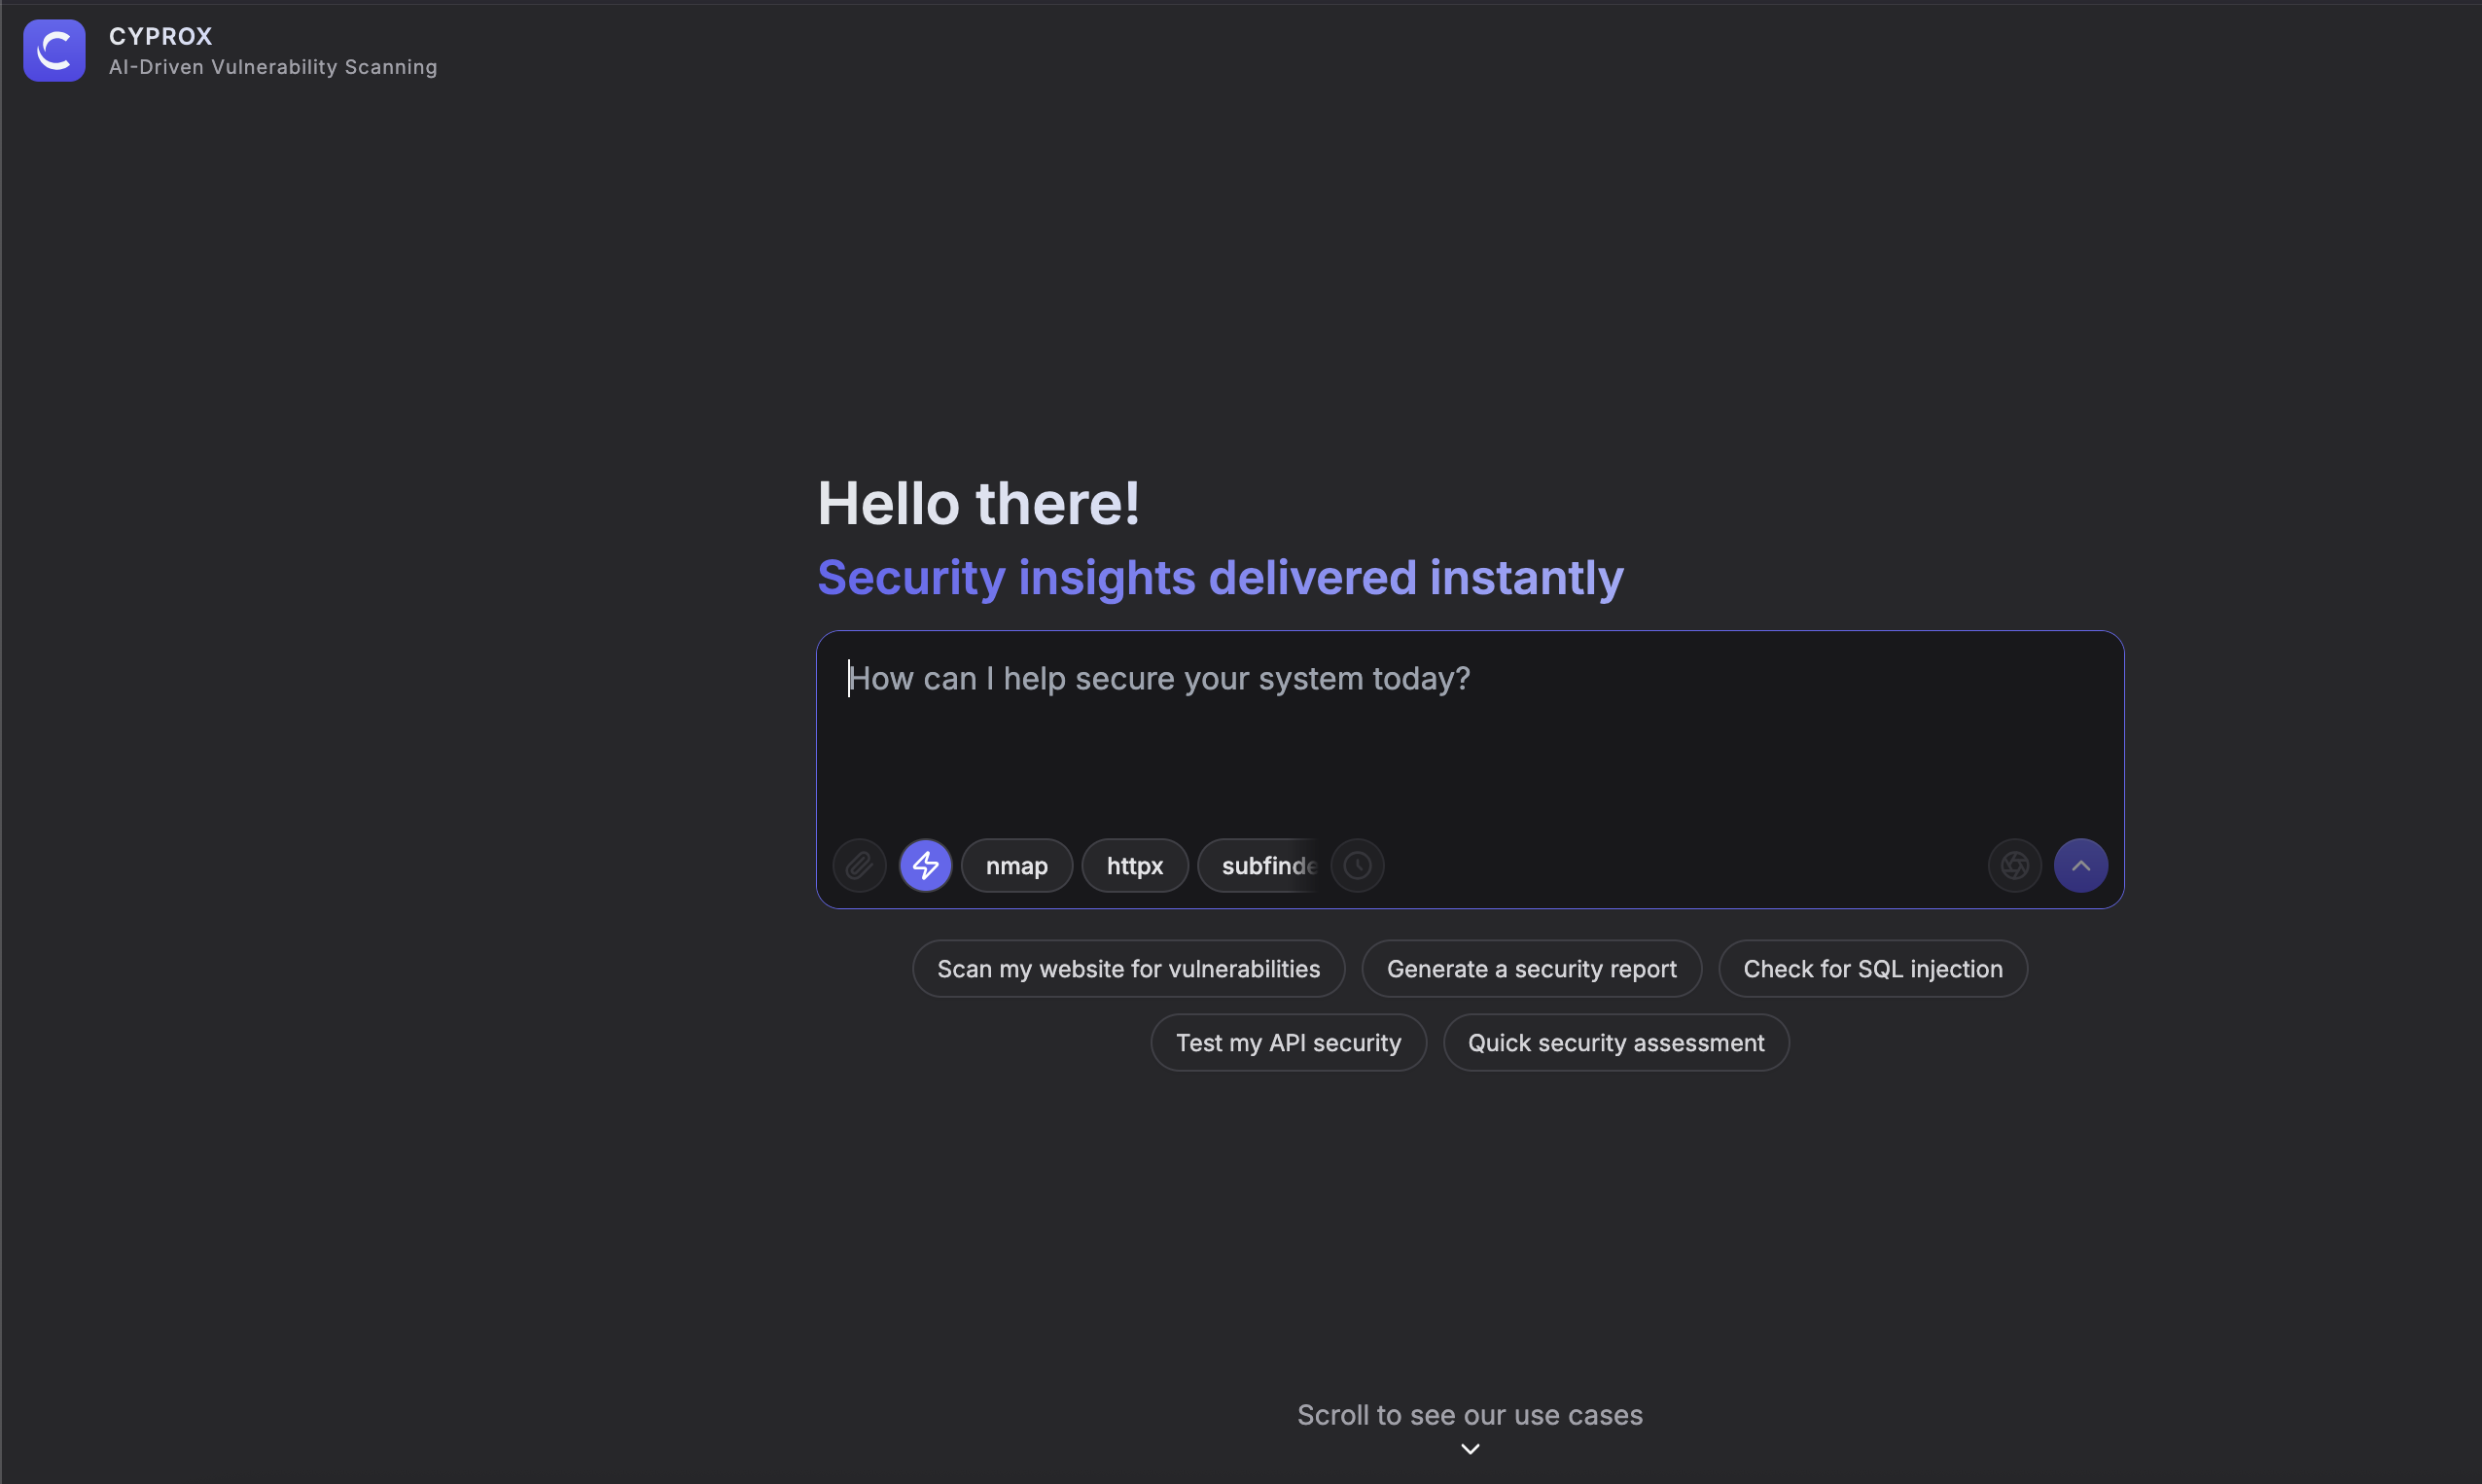 CYPROX
AI-Driven Vulnerability Scanning
Hello there!
Security insights delivered instantly
How can I help secure your system today?
nmap httpx subfinde
Scan my website for vulnerabilities Generate a security report Check for SQL injection
Test my API security Quick security assessment
Scroll to see our use cases